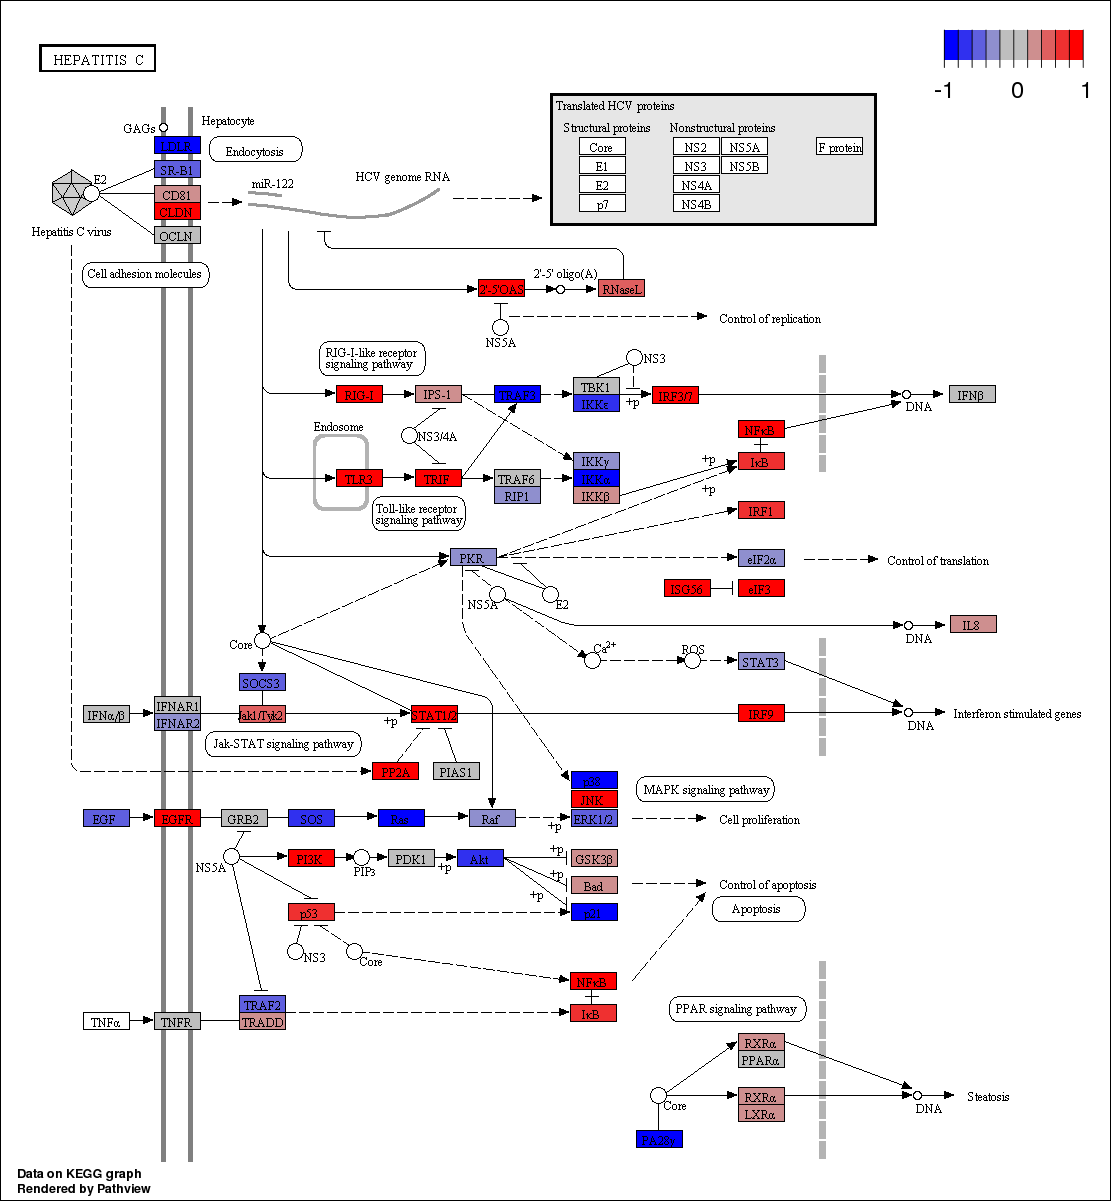 HEPATITIS C
-1 0 1
Translated HCV proteins
Structural proteins Nonstructural proteins
Core NS2 NS5A F protein
E1 NS3 NS5B
E2 NS4A
p7 NS4B
GAGs
Hepatocyte
LDLR
Endocytosis
SR-B1
E2
miR-122
HCV genome RNA
CD81
CLDN
Hepatitis C virus
OCLN
Cell adhesion molecules
2'-5' oligo(A)
2'-5'OAS
RNaseL
NS5A
Control of replication
RIG-I-like receptor
signaling pathway
NS3
RIG-I
IPS-1
TRAF3
TBK1
IKKε
+p
IRF3/7
DNA
IFNβ
Endosome
NS3/4A
NFκB
IκB
+p
+p
TLR3
TRIF
TRAF6
RIP1
IKKγ
IKKα
IKKβ
Toll-like receptor
signaling pathway
IRF1
PKR
eIF2α
Control of translation
ISG56
eIF3
NS5A
E2
IL8
DNA
Core
Ca2+
ROS
STAT3
SOCS3
IFNα/β
IFNAR1
IFNAR2
Jak1/Tyk2
+p
STAT1/2
IRF9
DNA
Interferon stimulated genes
Jak-STAT signaling pathway
PP2A
PIAS1
p38
JNK
MAPK signaling pathway
EGF
EGFR
GRB2
SOS
Ras
Raf
+p
ERK1/2
Cell proliferation
NS5A
PI3K
PIP3
PDK1
+p
Akt
+p
GSK3β
+p
Bad
Control of apoptosis
+p
p53
p21
Apoptosis
NS3
Core
NFκB
IκB
TRAF2
TRADD
TNFα
TNFR
PPAR signaling pathway
RXRα
PPARα
Core
RXRα
LXRα
DNA
Steatosis
PA28γ
Data on KEGG graph
Rendered by Pathview